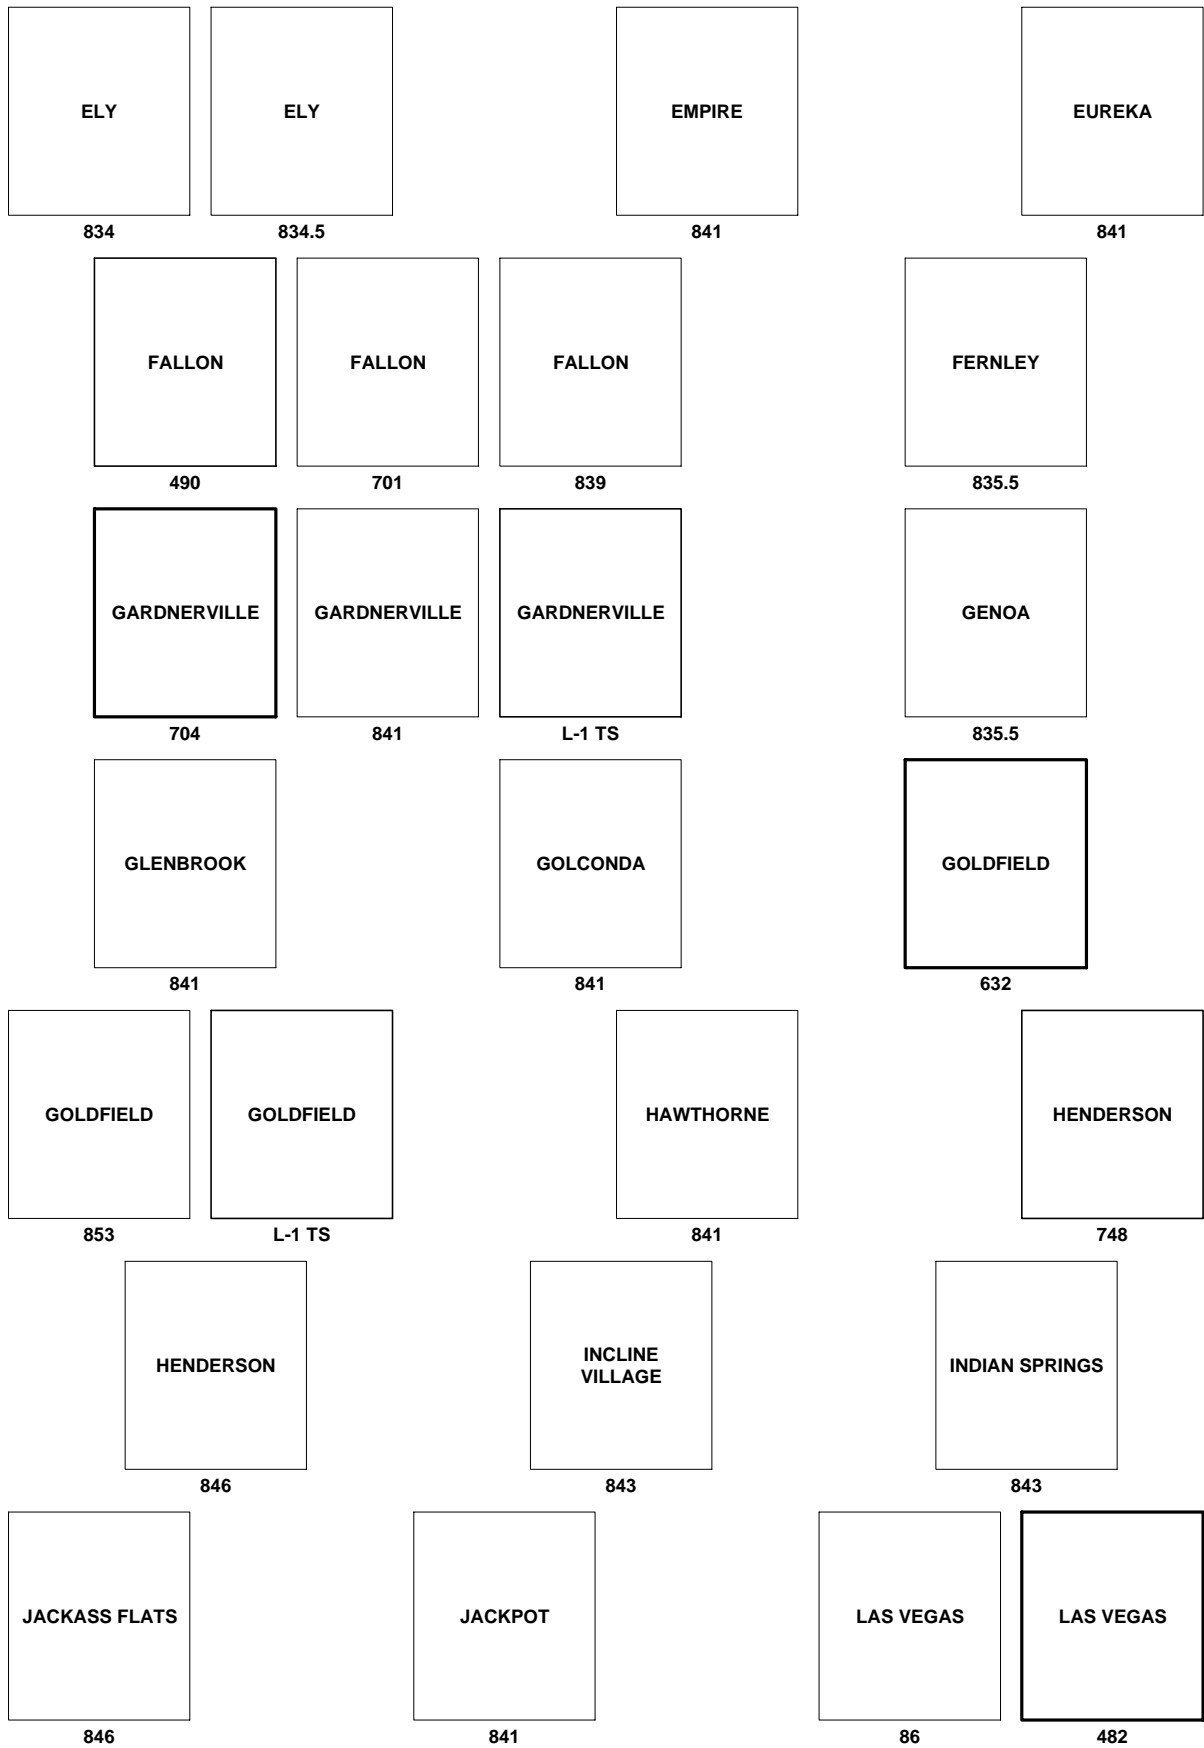 ELY
ELY
EMPIRE
EUREKA
834
834.5
841
841
FALLON
FALLON
FALLON
FERNLEY
490
701
839
835.5
GARDNERVILLE
GARDNERVILLE
GARDNERVILLE
GENOA
704
841
L-1 TS
835.5
GLENBROOK
GOLCONDA
GOLDFIELD
841
841
632
GOLDFIELD
GOLDFIELD
HAWTHORNE
HENDERSON
853
L-1 TS
841
748
HENDERSON
INCLINE
VILLAGE
INDIAN SPRINGS
846
843
843
JACKASS FLATS
JACKPOT
LAS VEGAS
LAS VEGAS
846
841
86
482